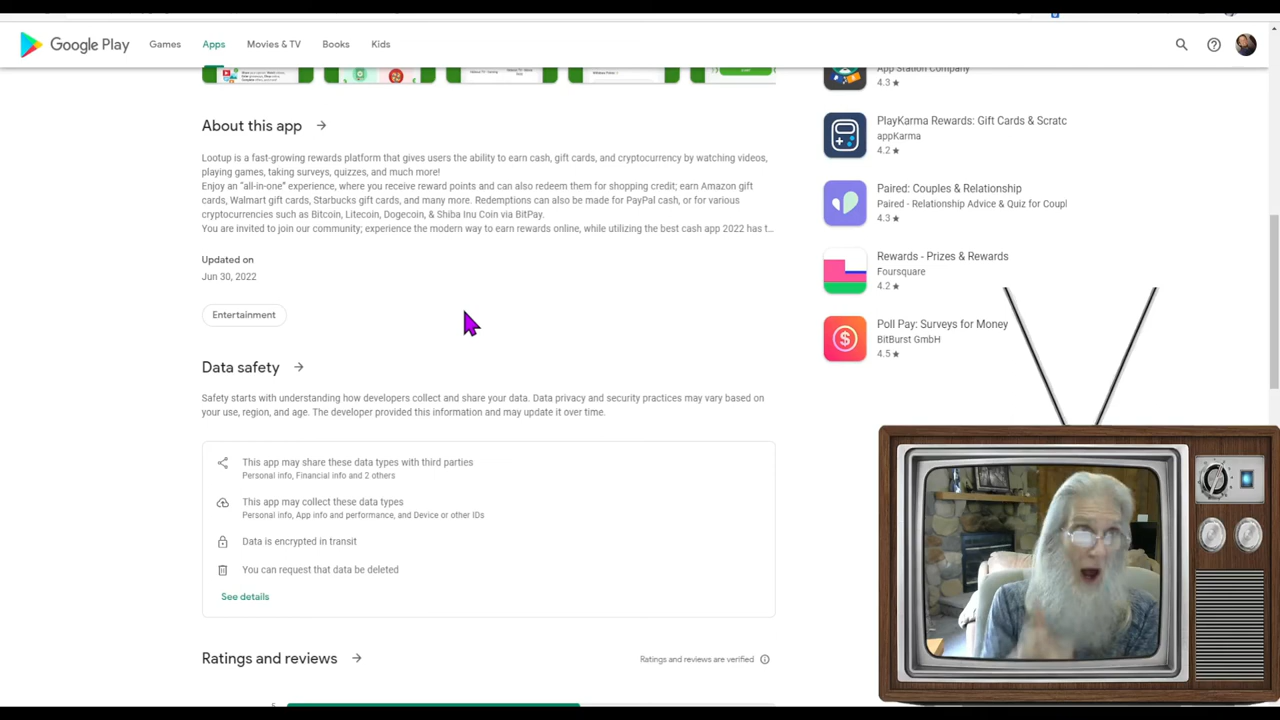 Google Play
Games
Apps
Movies & TV
Books
Kids
About this app
Lootup is a fast-growing rewards platform that gives users the ability to earn cash, gift cards, and cryptocurrency by watching videos,
playing games, taking surveys, quizzes, and much more!
Enjoy an "all-in-one" experience, where you receive reward points and can also redeem them for shopping credit; earn Amazon gift
cards, Walmart gift cards, Starbucks gift cards, and many more. Redemptions can also be made for PayPal cash, or for various
cryptocurrencies such as Bitcoin, Litecoin, Dogecoin, & Shiba Inu Coin via BitPay.
You are invited to join our community; experience the modern way to earn rewards online, while utilizing the best cash app 2022 has t…
Updated on
Jun 30, 2022
Entertainment
Data safety
Safety starts with understanding how developers collect and share your data. Data privacy and security practices may vary based on
your use, region, and age. The developer provided this information and may update it over time.
This app may share these data types with third parties
Personal info, Financial info and 2 others
This app may collect these data types
Personal info, App info and performance, and Device or other IDs
Data is encrypted in transit
You can request that data be deleted
See details
Ratings and reviews
Ratings and reviews are verified
5
App Station Company
4.3 ★
PlayKarma Rewards: Gift Cards & Scratc
appKarma
4.2 ★
Paired: Couples & Relationship
Paired - Relationship Advice & Quiz for Coupl
4.3 ★
Rewards - Prizes & Rewards
Foursquare
4.2 ★
Poll Pay: Surveys for Money
BitBurst GmbH
4.5 ★